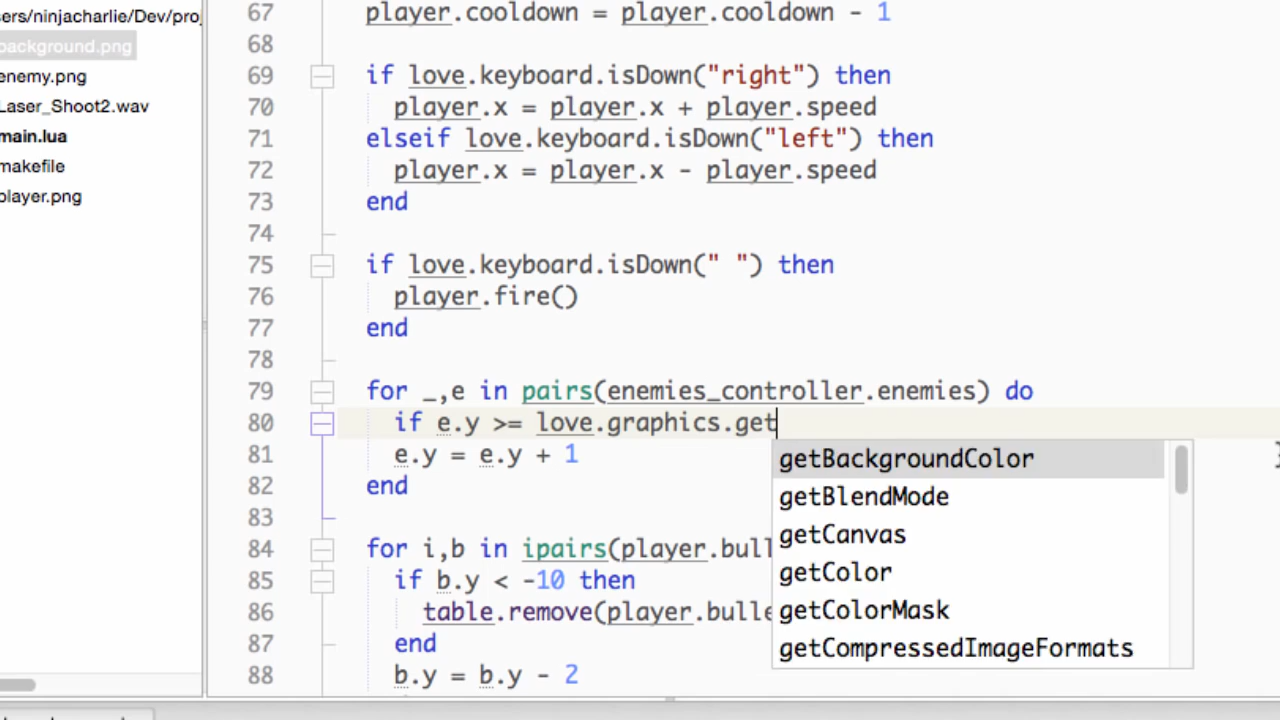 ers/ninjacharlie/Dev/proj
background.png
enemy.png
Laser_Shoot2.wav
main.lua
makefile
player.png
67 player.cooldown = player.cooldown - 1
68
69 if love.keyboard.isDown("right") then
70 player.x = player.x + player.speed
71 elseif love.keyboard.isDown("left") then
72 player.x = player.x - player.speed
73 end
74
75 if love.keyboard.isDown(" ") then
76 player.fire()
77 end
78
79 for _,e in pairs(enemies_controller.enemies) do
80 if e.y >= love.graphics.get
81 e.y = e.y + 1
82 end
83
84 for i,b in ipairs(player.bull
85 if b.y < -10 then
86 table.remove(player.bulle
87 end
88 b.y = b.y - 2
getBackgroundColor
getBlendMode
getCanvas
getColor
getColorMask
getCompressedImageFormats